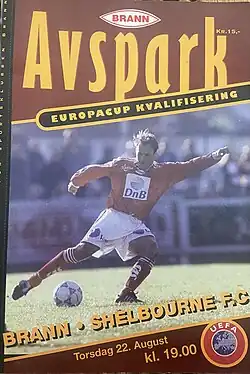 BRANN
Kr. 15,-
Avspark
EUROPACUP KVALIFISERING
DnB
BRANN • SHELBOURNE F.C
Torsdag 22. August
kl. 19.00
UEFA